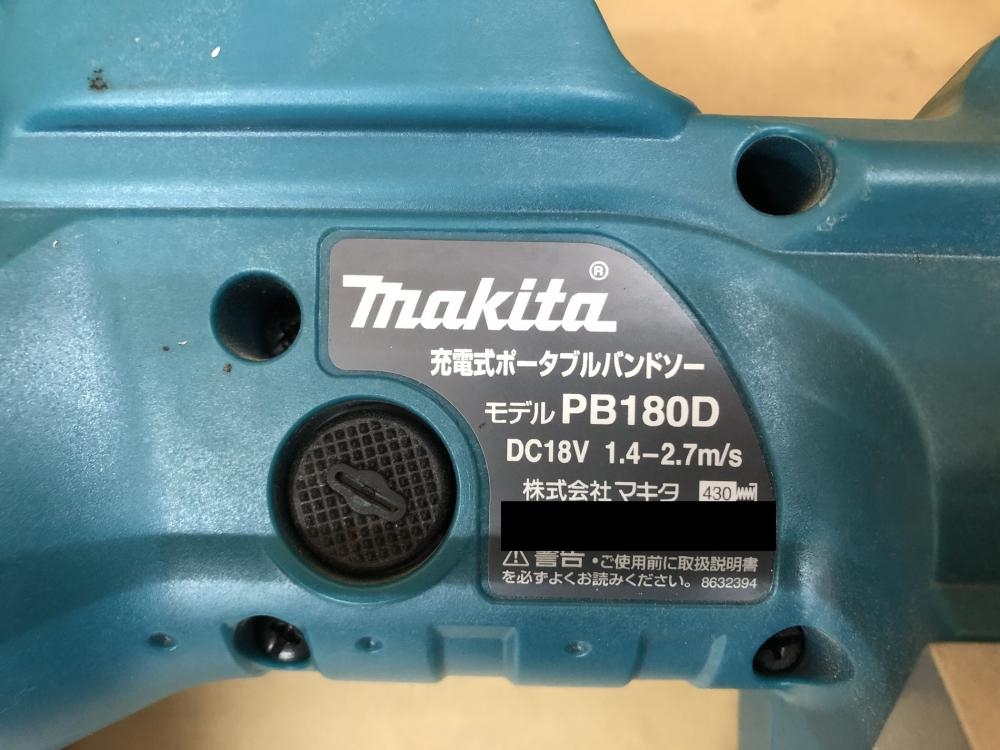 makita®
充電式ポータブルバンドソー
モデル PB180D
DC18V 1.4-2.7m/s
株式会社マキタ 430
⚠警告・ご使用前に取扱説明書
を必ずよくお読みください。 8632394